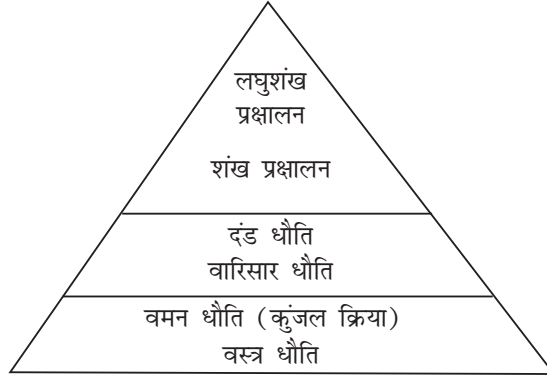 लघुशंख
प्रक्षालन
शंख प्रक्षालन
दंड धौति
वारिसार धौति
वमन धौति (कुंजल क्रिया)
वस्त्र धौति